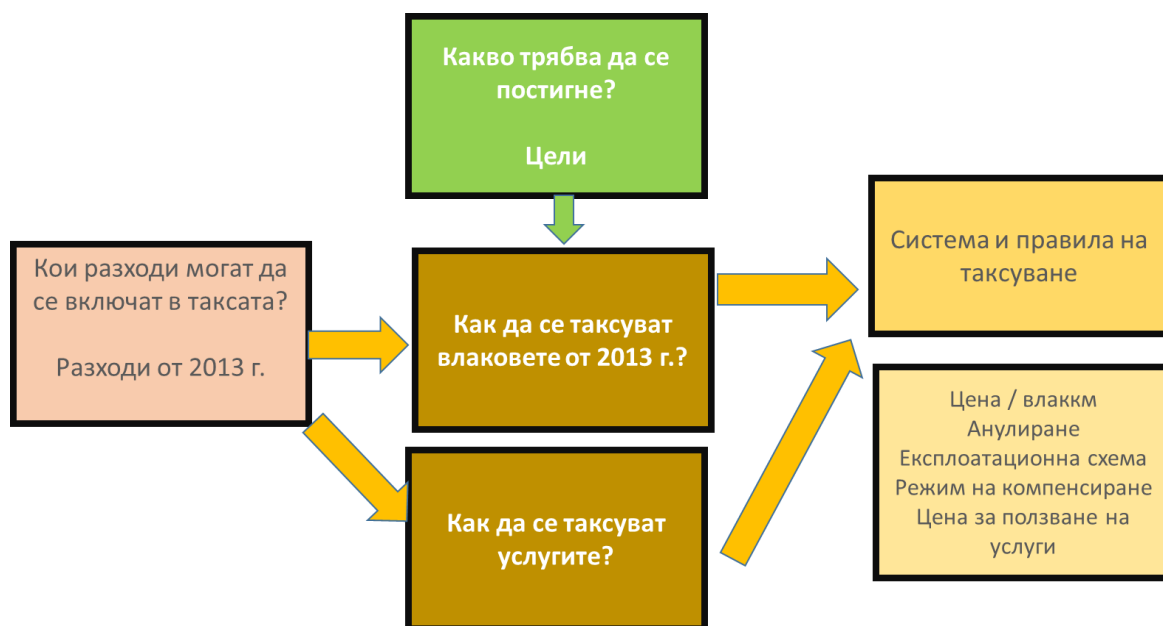 Какво трябва да се
постигне?
Цели
Кои разходи могат да
се включат в таксата?
Разходи от 2013 г.
Как да се таксуват
влаковете от 2013 г.?
Как да се таксуват
услугите?
Система и правила на
таксуване
Цена / влаккм
Анулиране
Експлоатационна схема
Режим на компенсиране
Цена за ползване на
услуги